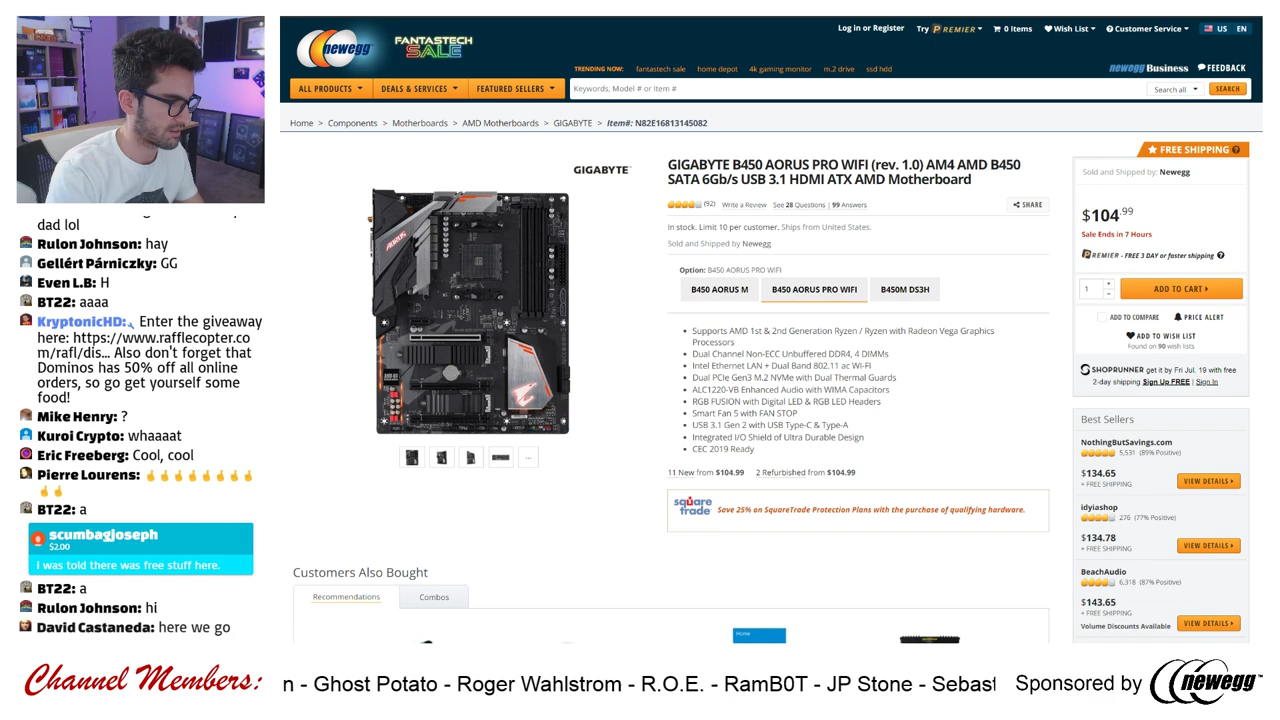 newegg
FANTASTECH
SALE
Log in or Register
Try PREMIER
0 Items
Wish List
Customer Service
US EN
TRENDING NOW: fantastech sale home depot 4k gaming monitor m.2 drive ssd hdd
newegg Business
FEEDBACK
ALL PRODUCTS
DEALS & SERVICES
FEATURED SELLERS
Keywords, Model # or Item #
Search all
SEARCH
Home > Components > Motherboards > AMD Motherboards > GIGABYTE > Item#: N82E16813145082
GIGABYTE
AORUS
GIGABYTE B450 AORUS PRO WIFI (rev. 1.0) AM4 AMD B450
SATA 6Gb/s USB 3.1 HDMI ATX AMD Motherboard
(92) Write a Review See 28 Questions | 99 Answers
SHARE
In stock. Limit 10 per customer. Ships from United States.
Sold and Shipped by Newegg
Option: B450 AORUS PRO WIFI
B450 AORUS M
B450 AORUS PRO WIFI
B450M DS3H
Supports AMD 1st & 2nd Generation Ryzen / Ryzen with Radeon Vega Graphics
Processors
Dual Channel Non-ECC Unbuffered DDR4, 4 DIMMs
Intel Ethernet LAN + Dual Band 802.11 ac WI-FI
Dual PCIe Gen3 M.2 NVMe with Dual Thermal Guards
ALC1220-VB Enhanced Audio with WIMA Capacitors
RGB FUSION with Digital LED & RGB LED Headers
Smart Fan 5 with FAN STOP
USB 3.1 Gen 2 with USB Type-C & Type-A
Integrated I/O Shield of Ultra Durable Design
CEC 2019 Ready
11 New from $104.99 2 Refurbished from $104.99
square trade
Save 25% on SquareTrade Protection Plans with the purchase of qualifying hardware.
Customers Also Bought
Recommendations
Combos
Home
FREE SHIPPING
Sold and Shipped by: Newegg
$104.99
Sale Ends in 7 Hours
PREMIER - FREE 3 DAY or faster shipping
1
ADD TO CART
ADD TO COMPARE
PRICE ALERT
ADD TO WISH LIST
Found on 90 wish lists
SHOPRUNNER get it by Fri Jul. 19 with free
2-day shipping Sign Up FREE | Sign In
Best Sellers
NothingButSavings.com
5,531 (89% Positive)
$134.65
+ FREE SHIPPING
VIEW DETAILS
idyiashop
276 (77% Positive)
$134.78
+ FREE SHIPPING
VIEW DETAILS
BeachAudio
6,318 (87% Positive)
$143.65
+ FREE SHIPPING
Volume Discounts Available
VIEW DETAILS
dad lol
Rulon Johnson: hay
Gellért Párniczky: GG
Even L.B: H
BT22: aaaa
KryptonicHD: Enter the giveaway
here: https://www.rafflecopter.co
m/rafl/dis... Also don't forget that
Dominos has 50% off all online
orders, so go get yourself some
food!
Mike Henry: ?
Kuroi Crypto: whaaaat
Eric Freeberg: Cool, cool
Pierre Lourens: ☝☝☝☝☝☝☝☝
☝☝
BT22: a
scumbagjoseph
$2.00
I was told there was free stuff here.
BT22: a
Rulon Johnson: hi
David Castaneda: here we go
Channel Members:
n - Ghost Potato - Roger Wahlstrom - R.O.E. - RamB0T - JP Stone - Sebast
Sponsored by newegg